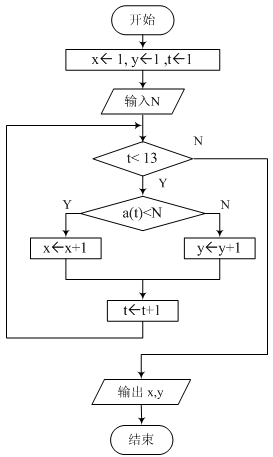 开始
x← 1, y←1 ,t←1
输入N
t< 13
N
Y
a(t)<N
Y
N
x←x+1
y←y+1
t←t+1
输出 x,y
结束